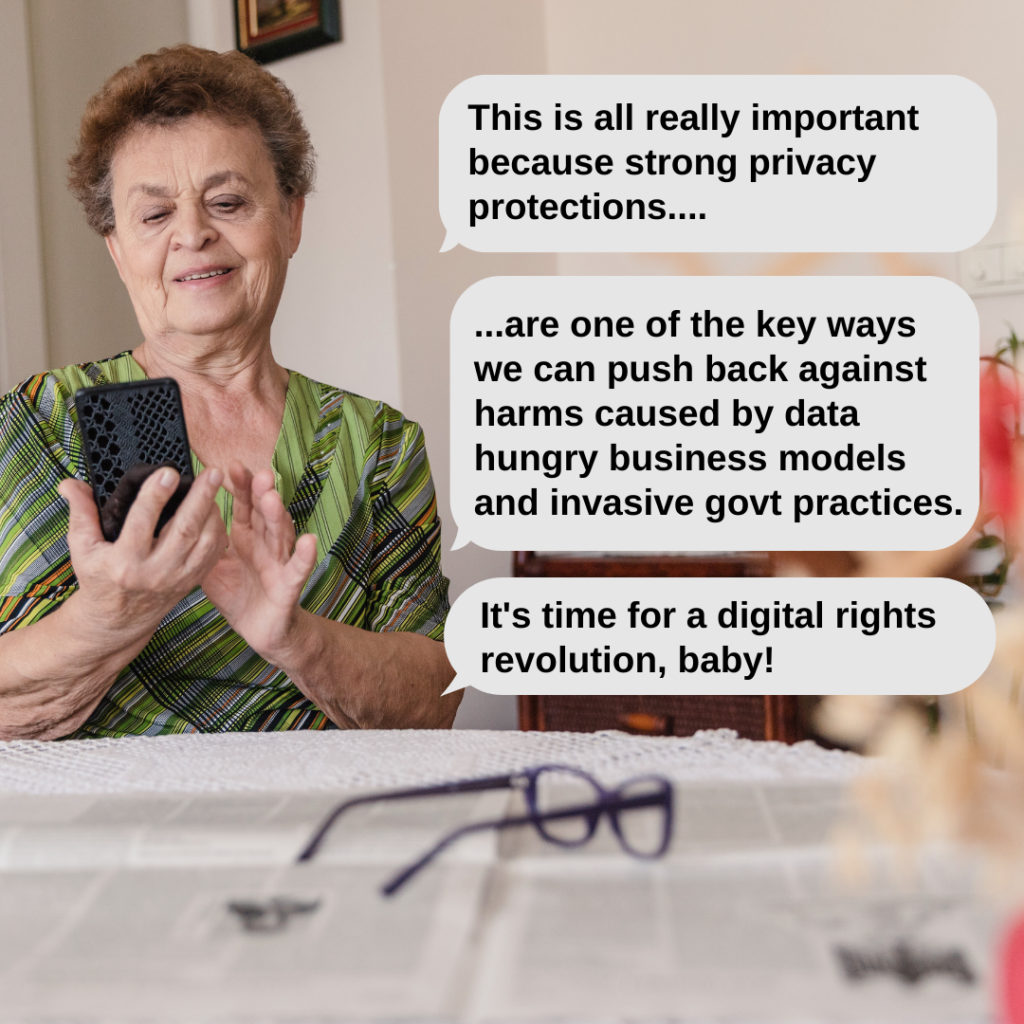 This is all really important
because strong privacy
protections....
...are one of the key ways
we can push back against
harms caused by data
hungry business models
and invasive govt practices.
It's time for a digital rights
revolution, baby!